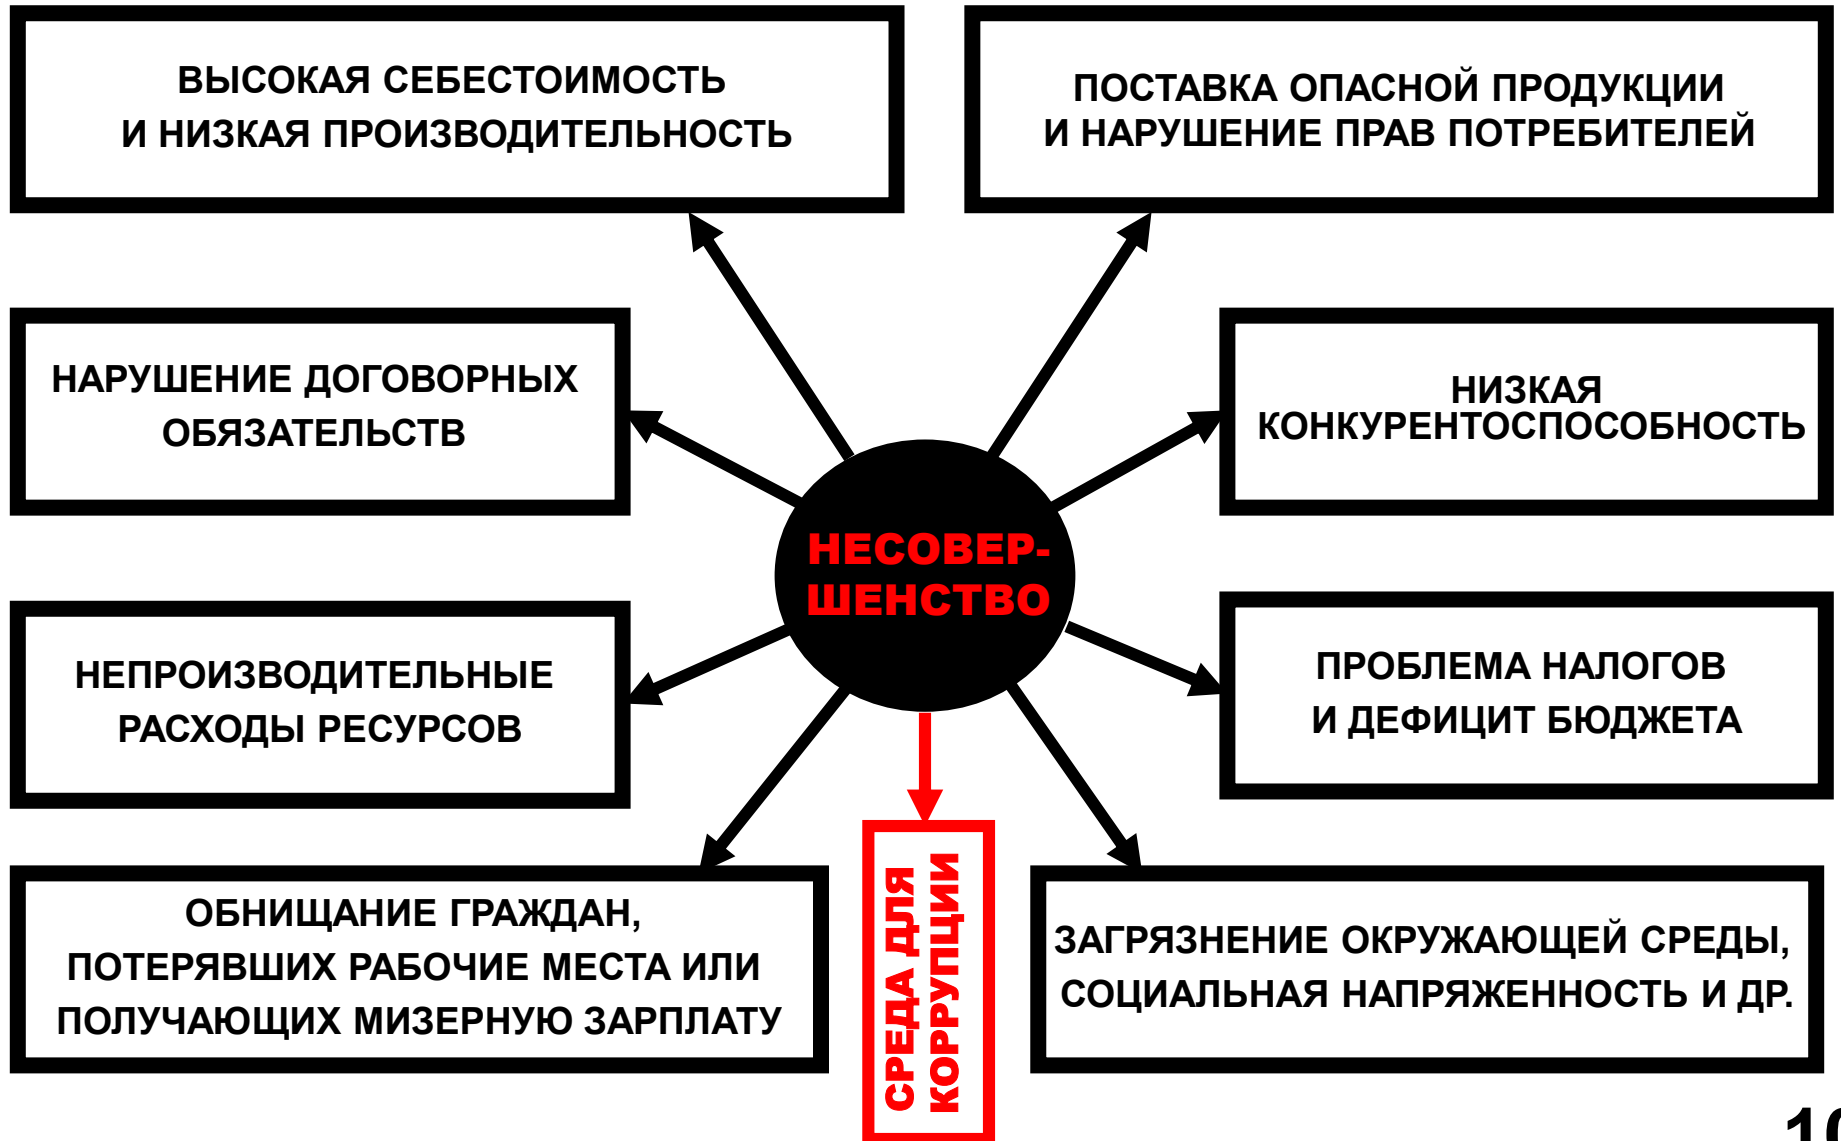 ВЫСОКАЯ СЕБЕСТОИМОСТЬ
И НИЗКАЯ ПРОИЗВОДИТЕЛЬНОСТЬ
ПОСТАВКА ОПАСНОЙ ПРОДУКЦИИ
И НАРУШЕНИЕ ПРАВ ПОТРЕБИТЕЛЕЙ
НАРУШЕНИЕ ДОГОВОРНЫХ
ОБЯЗАТЕЛЬСТВ
НИЗКАЯ
КОНКУРЕНТОСПОСОБНОСТЬ
НЕСОВЕР-
ШЕНСТВО
НЕПРОИЗВОДИТЕЛЬНЫЕ
РАСХОДЫ РЕСУРСОВ
ПРОБЛЕМА НАЛОГОВ
И ДЕФИЦИТ БЮДЖЕТА
ОБНИЩАНИЕ ГРАЖДАН,
ПОТЕРЯВШИХ РАБОЧИЕ МЕСТА ИЛИ
ПОЛУЧАЮЩИХ МИЗЕРНУЮ ЗАРПЛАТУ
СРЕДА ДЛЯ
КОРРУПЦИИ
ЗАГРЯЗНЕНИЕ ОКРУЖАЮЩЕЙ СРЕДЫ,
СОЦИАЛЬНАЯ НАПРЯЖЕННОСТЬ И ДР.